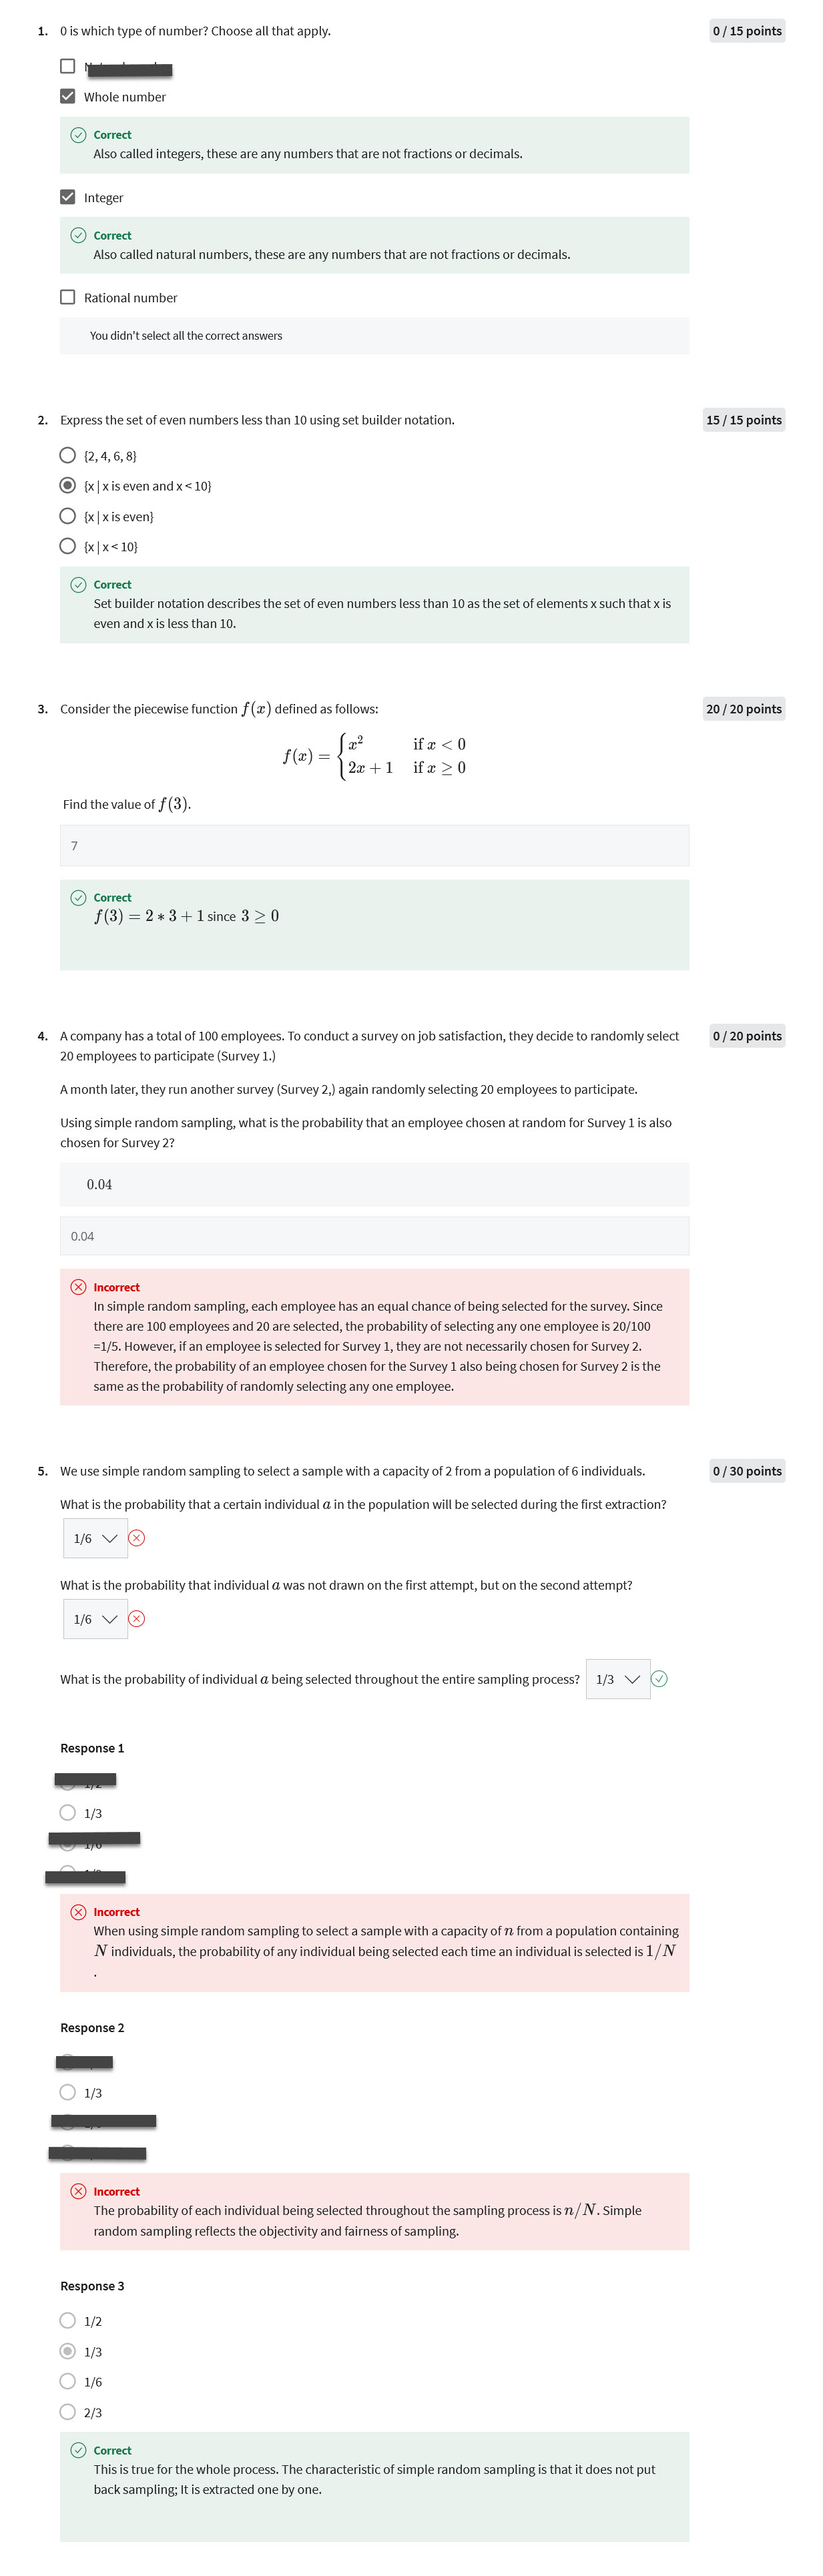 1. 0 is which type of number? Choose all that apply.
0 / 15 points
Whole number
Correct
Also called integers, these are any numbers that are not fractions or decimals.
Integer
Correct
Also called natural numbers, these are any numbers that are not fractions or decimals.
Rational number
You didn't select all the correct answers
2. Express the set of even numbers less than 10 using set builder notation.
15 / 15 points
{2, 4, 6, 8}
{x | x is even and x < 10}
{x | x is even}
{x | x < 10}
Correct
Set builder notation describes the set of even numbers less than 10 as the set of elements x such that x is
even and x is less than 10.
3. Consider the piecewise function f(x) defined as follows:
20 / 20 points
f(x) = { x² if x < 0
2x + 1 if x ≥ 0
Find the value of f(3).
7
Correct
f(3) = 2 * 3 + 1 since 3 ≥ 0
4. A company has a total of 100 employees. To conduct a survey on job satisfaction, they decide to randomly select
0 / 20 points
20 employees to participate (Survey 1.)
A month later, they run another survey (Survey 2,) again randomly selecting 20 employees to participate.
Using simple random sampling, what is the probability that an employee chosen at random for Survey 1 is also
chosen for Survey 2?
0.04
0.04
Incorrect
In simple random sampling, each employee has an equal chance of being selected for the survey. Since
there are 100 employees and 20 are selected, the probability of selecting any one employee is 20/100
=1/5. However, if an employee is selected for Survey 1, they are not necessarily chosen for Survey 2.
Therefore, the probability of an employee chosen for the Survey 1 also being chosen for Survey 2 is the
same as the probability of randomly selecting any one employee.
5. We use simple random sampling to select a sample with a capacity of 2 from a population of 6 individuals.
0 / 30 points
What is the probability that a certain individual a in the population will be selected during the first extraction?
1/6
What is the probability that individual a was not drawn on the first attempt, but on the second attempt?
1/6
What is the probability of individual a being selected throughout the entire sampling process? 1/3
Response 1
1/3
Incorrect
When using simple random sampling to select a sample with a capacity of n from a population containing
N individuals, the probability of any individual being selected each time an individual is selected is 1/N
.
Response 2
1/3
Incorrect
The probability of each individual being selected throughout the sampling process is n/N. Simple
random sampling reflects the objectivity and fairness of sampling.
Response 3
1/2
1/3
1/6
2/3
Correct
This is true for the whole process. The characteristic of simple random sampling is that it does not put
back sampling; It is extracted one by one.